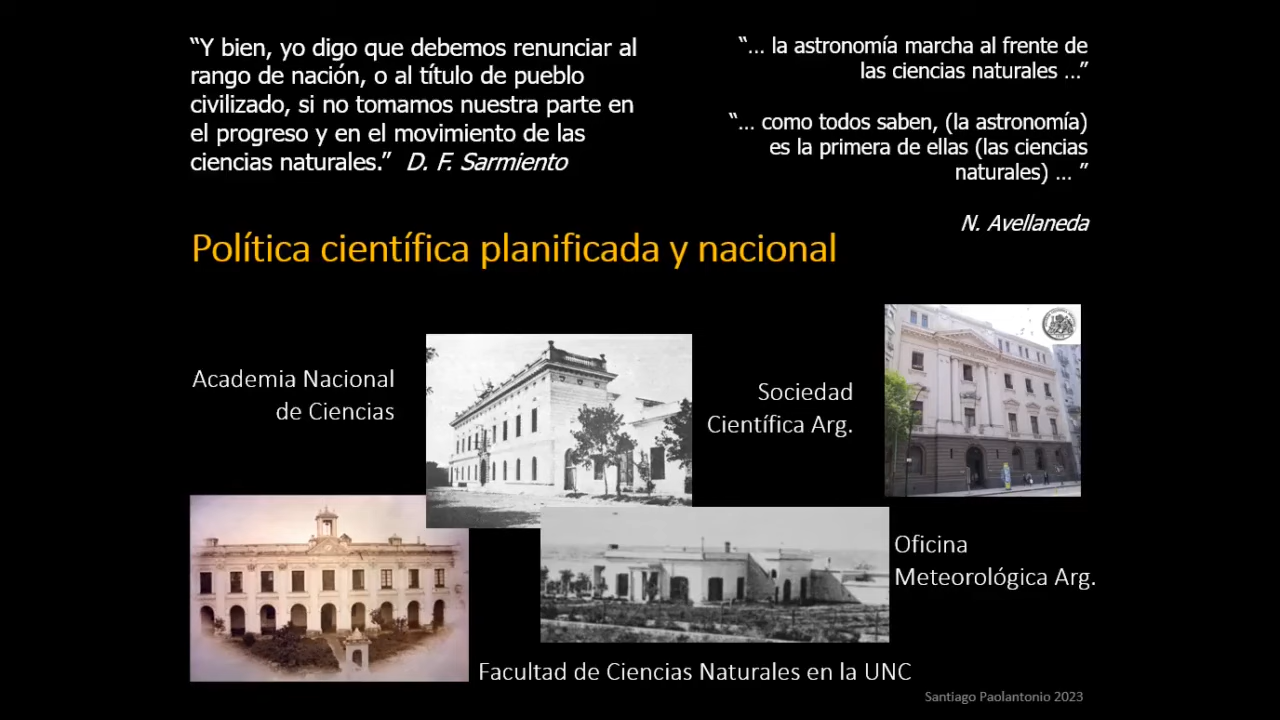 “Y bien, yo digo que debemos renunciar al
rango de nación, o al título de pueblo
civilizado, si no tomamos nuestra parte en
el progreso y en el movimiento de las
ciencias naturales.” D. F. Sarmiento
“... la astronomía marcha al frente de
las ciencias naturales ...”
“... como todos saben, (la astronomía)
es la primera de ellas (las ciencias
naturales) ... ”
N. Avellaneda
Política científica planificada y nacional
Academia Nacional
de Ciencias
Sociedad
Científica Arg.
Oficina
Meteorológica Arg.
Facultad de Ciencias Naturales en la UNC
Santiago Paolantonio 2023